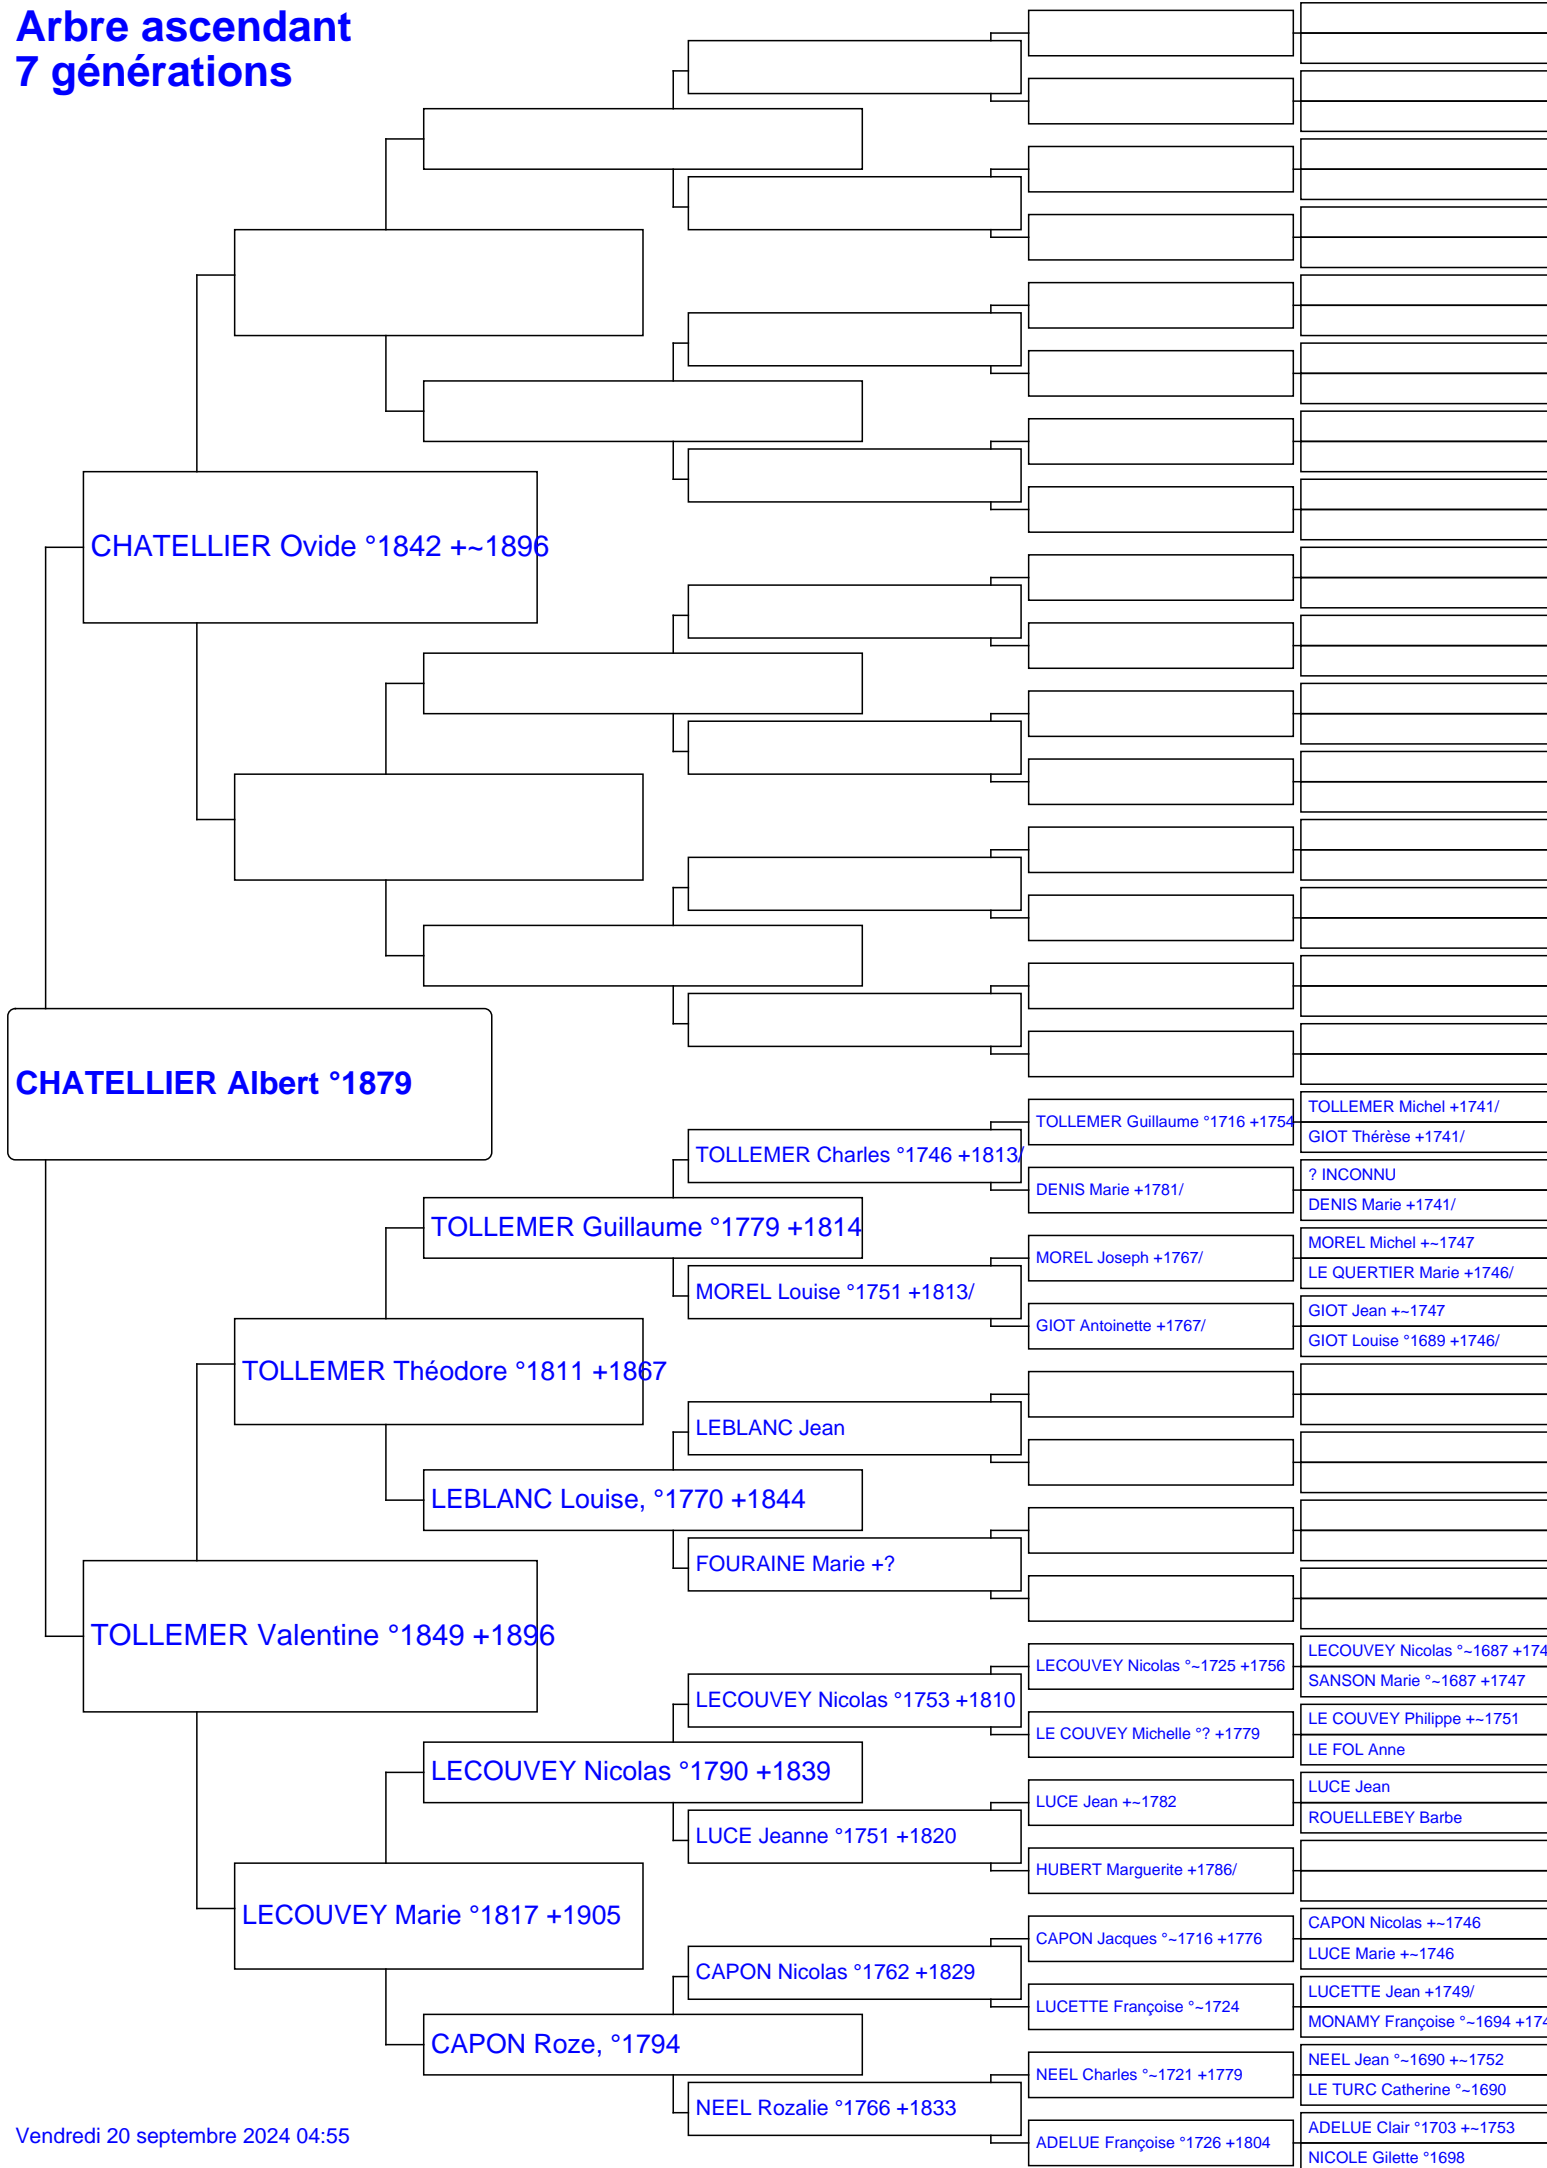 Arbre ascendant
7 générations
CHATELLIER Ovide °1842 +~1896
CHATELLIER Albert °1879
TOLLEMER Michel +1741/
TOLLEMER Guillaume °1716 +1754
GIOT Thérèse +1741/
TOLLEMER Charles °1746 +1813/
? INCONNU
DENIS Marie +1781/
DENIS Marie +1741/
TOLLEMER Guillaume °1779 +1814
MOREL Michel +~1747
MOREL Joseph +1767/
LE QUERTIER Marie +1746/
MOREL Louise °1751 +1813/
GIOT Jean +~1747
GIOT Antoinette +1767/
GIOT Louise °1689 +1746/
TOLLEMER Théodore °1811 +1867
LEBLANC Jean
LEBLANC Louise, °1770 +1844
FOURAINE Marie +?
TOLLEMER Valentine °1849 +1896
LECOUVEY Nicolas °~1687 +174
LECOUVEY Nicolas °~1725 +1756
SANSON Marie °~1687 +1747
LECOUVEY Nicolas °1753 +1810
LE COUVEY Philippe +~1751
LE COUVEY Michelle °? +1779
LE FOL Anne
LECOUVEY Nicolas °1790 +1839
LUCE Jean
LUCE Jean +~1782
ROUELLEBEY Barbe
LUCE Jeanne °1751 +1820
HUBERT Marguerite +1786/
LECOUVEY Marie °1817 +1905
CAPON Nicolas +~1746
CAPON Jacques °~1716 +1776
LUCE Marie +~1746
CAPON Nicolas °1762 +1829
LUCETTE Jean +1749/
LUCETTE Françoise °~1724
MONAMY Françoise °~1694 +174
CAPON Roze, °1794
NEEL Jean °~1690 +~1752
NEEL Charles °~1721 +1779
LE TURC Catherine °~1690
NEEL Rozalie °1766 +1833
ADELUE Clair °1703 +~1753
ADELUE Françoise °1726 +1804
NICOLE Gilette °1698
Vendredi 20 septembre 2024 04:55